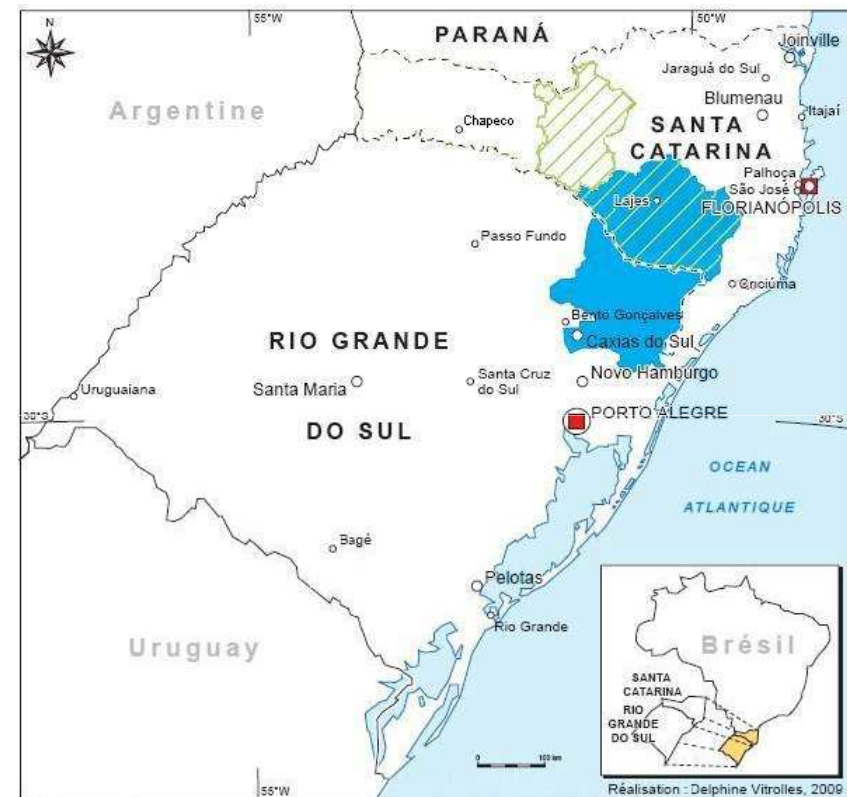 N
55°W
50°W
PARANÁ
Joinville
Jaraguá do Sul
Argentine
Blumenau
Itajaí
Chapeco
SANTA
CATARINA
Palhoça
São José
Lajes
FLORIANÓPOLIS
Passo Fundo
Criciúma
Bento Gonçalves
RIO GRANDE
Caxias do Sul
Santa Cruz
do Sul
Novo Hamburgo
Uruguaiana
Santa Maria
30°S
PORTO ALEGRE
30°S
DO SUL
OCEAN
ATLANTIQUE
Bagé
Pelotas
Rio Grande
Uruguay
Brésil
SANTA
CATARINA
RIO
GRANDE
DO SUL
0 100 km
55°W
Réalisation : Delphine Vitrolles, 2009